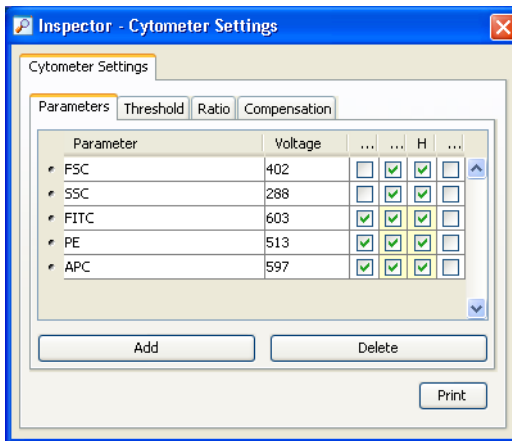 Inspector - Cytometer Settings
Cytometer Settings
Parameters Threshold Ratio Compensation
Parameter Voltage ... ... H ...
FSC 402
SSC 288
FITC 603
PE 513
APC 597
Add Delete
Print